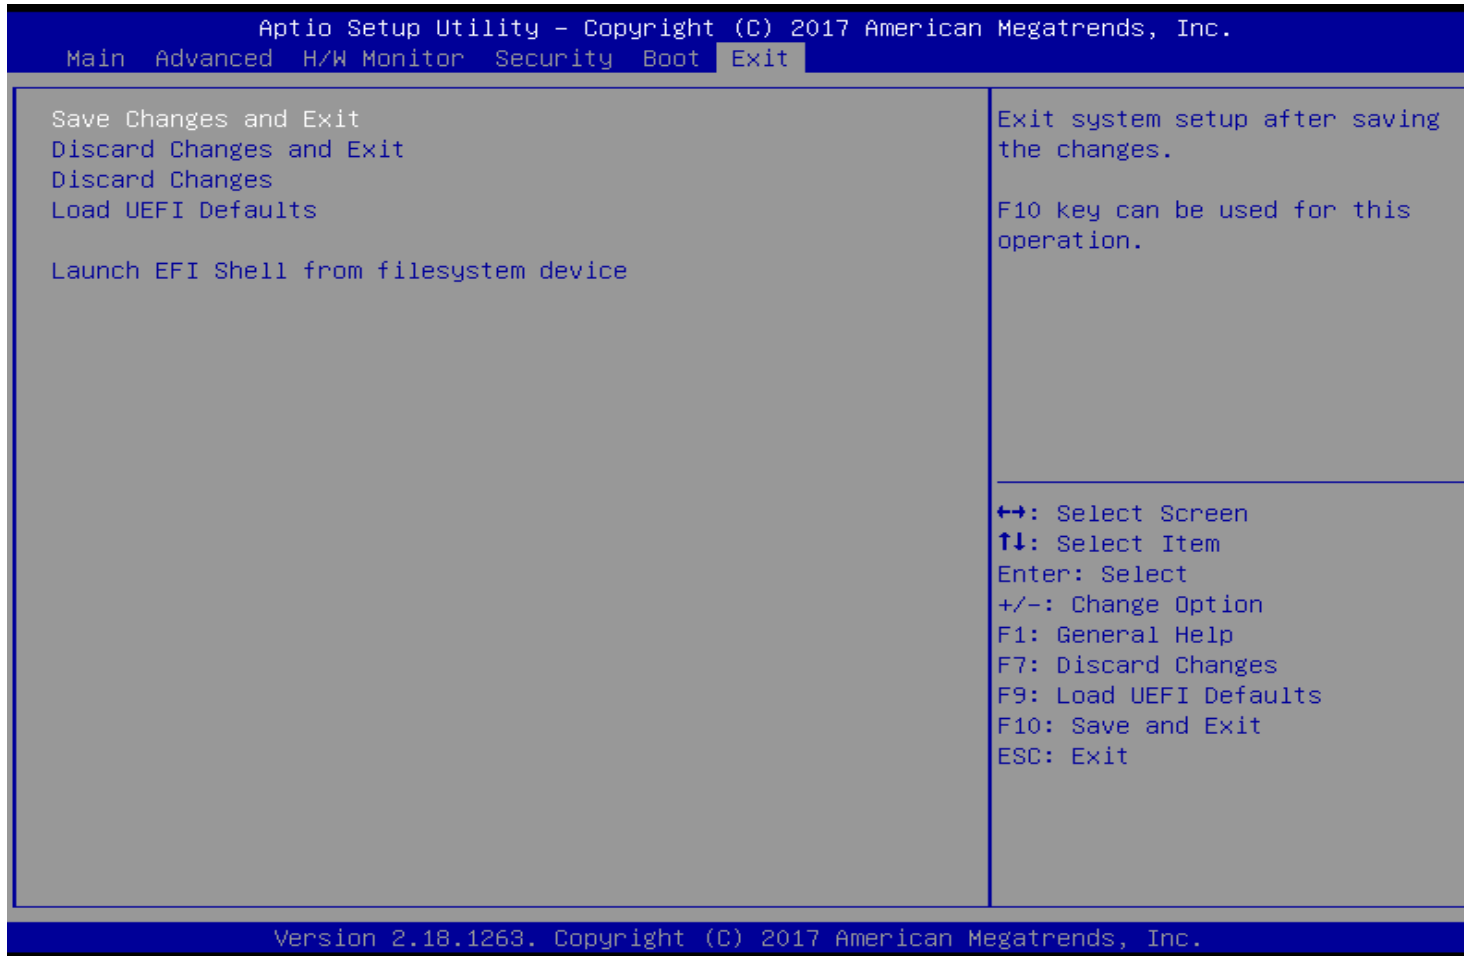 Aptio Setup Utility – Copyright (C) 2017 American Megatrends, Inc.
Main Advanced H/W Monitor Security Boot Exit
Save Changes and Exit
Discard Changes and Exit
Discard Changes
Load UEFI Defaults
Launch EFI Shell from filesystem device
Exit system setup after saving
the changes.
F10 key can be used for this
operation.
↔: Select Screen
↑↓: Select Item
Enter: Select
+/-: Change Option
F1: General Help
F7: Discard Changes
F9: Load UEFI Defaults
F10: Save and Exit
ESC: Exit
Version 2.18.1263. Copyright (C) 2017 American Megatrends, Inc.